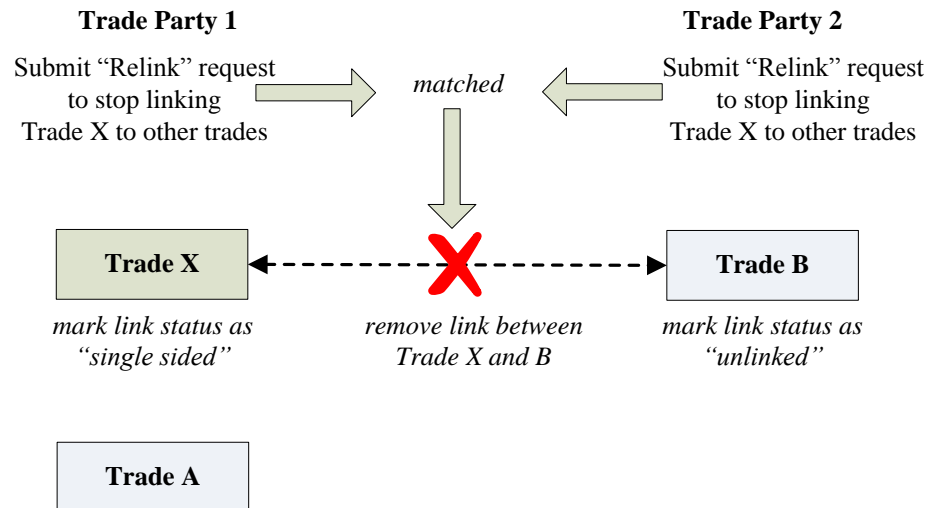 Trade Party 1
Trade Party 2
Submit “Relink” request
to stop linking
Trade X to other trades
matched
Submit “Relink” request
to stop linking
Trade X to other trades
Trade X
Trade B
mark link status as
“single sided”
remove link between
Trade X and B
mark link status as
“unlinked”
Trade A